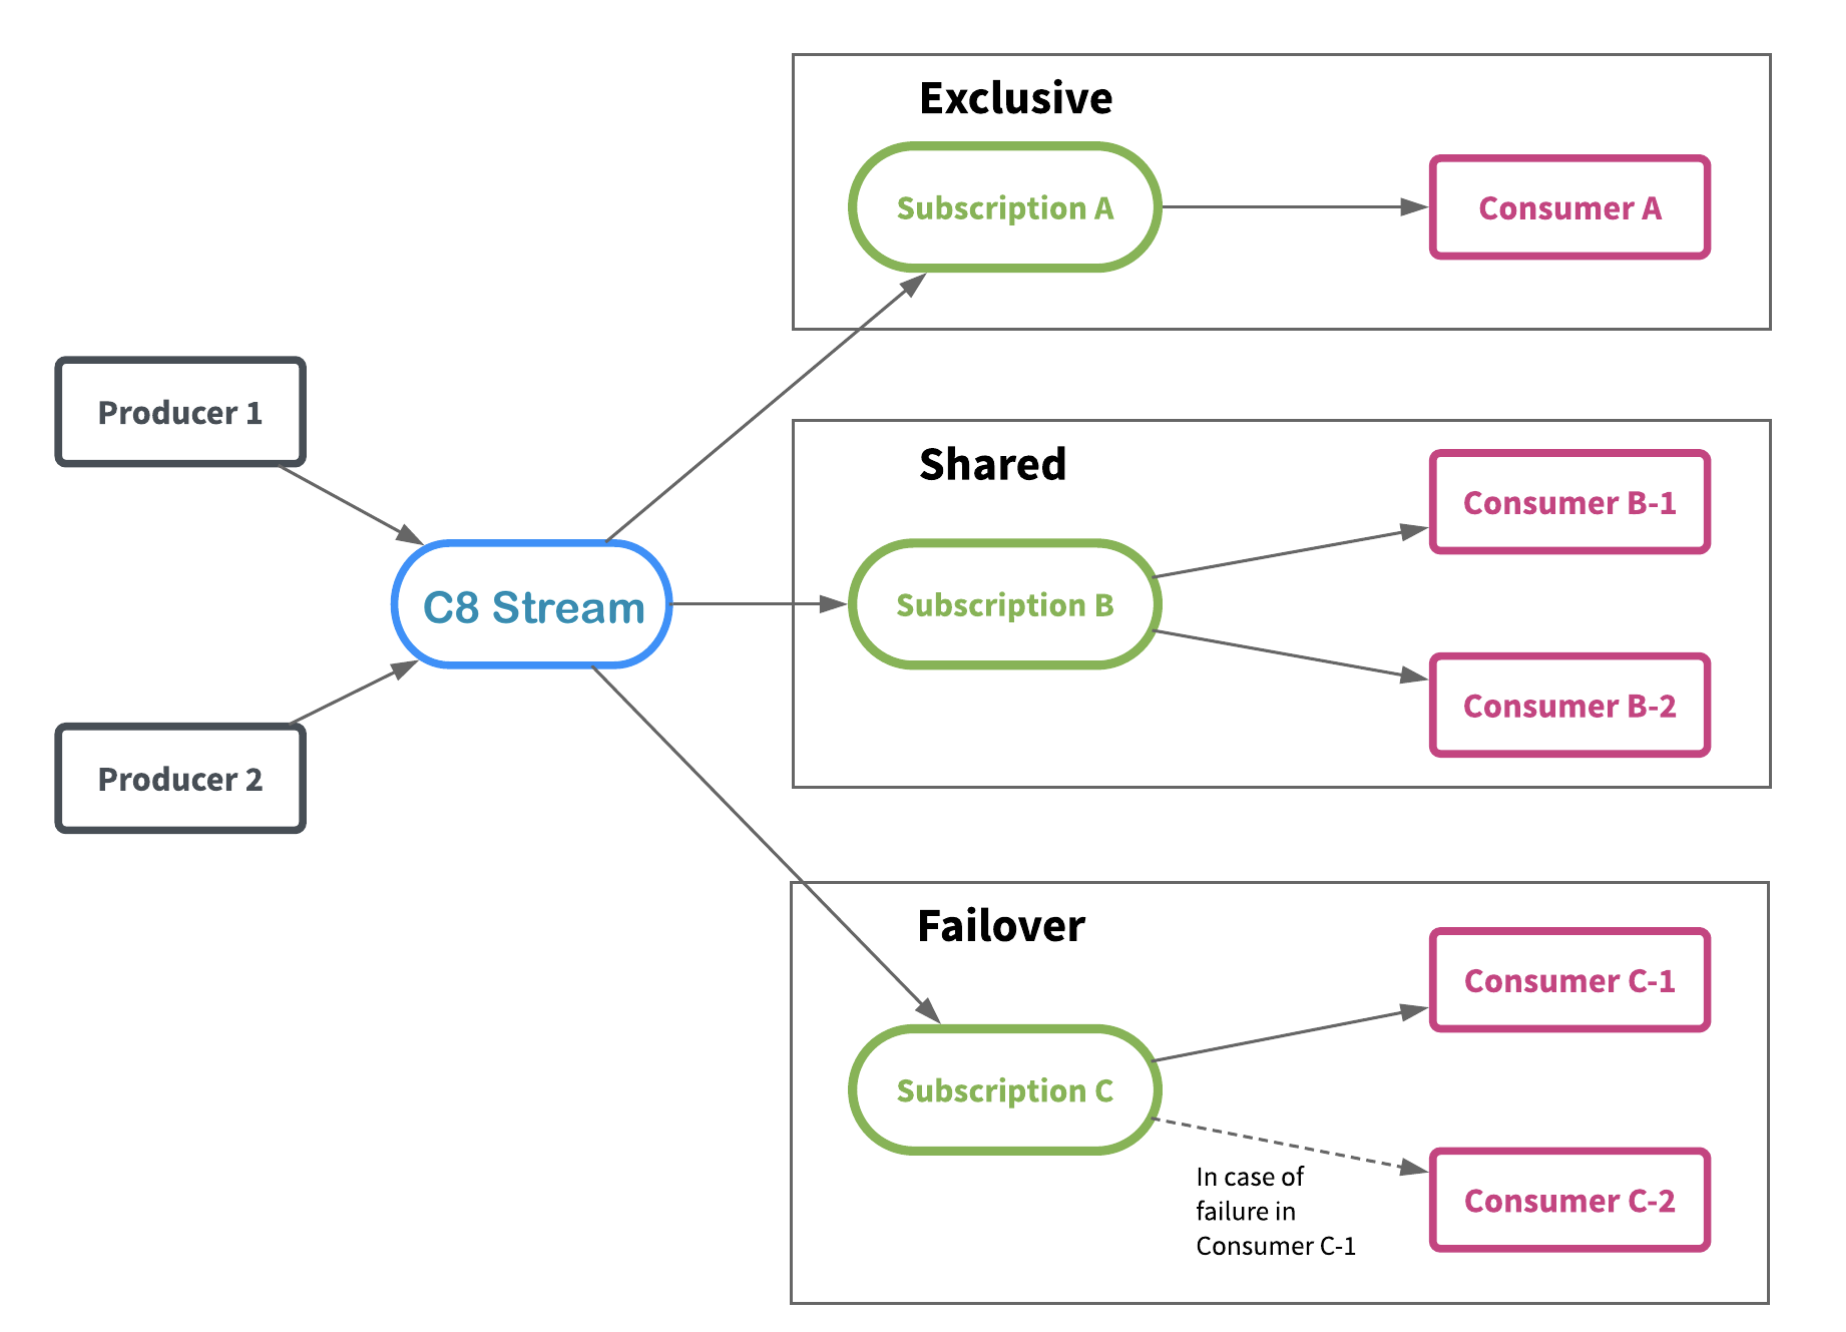 Exclusive
Subscription A
Consumer A
Producer 1
Producer 2
C8 Stream
Shared
Subscription B
Consumer B-1
Consumer B-2
Failover
Subscription C
Consumer C-1
Consumer C-2
In case of
failure in
Consumer C-1